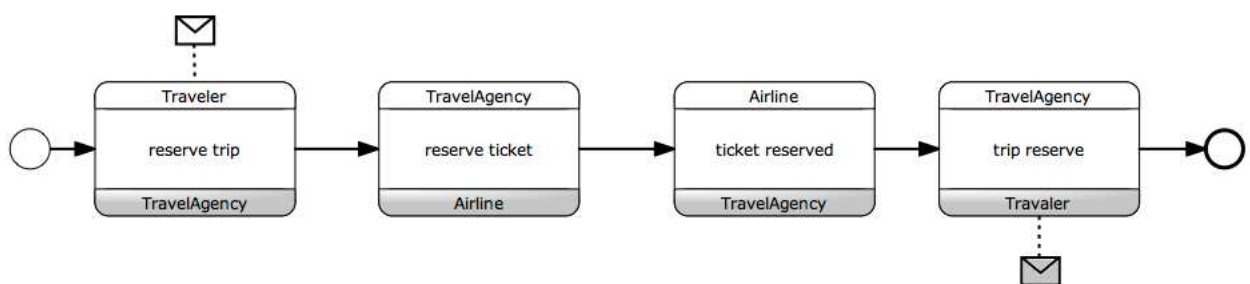 Traveler
reserve trip
TravelAgency
TravelAgency
reserve ticket
Airline
Airline
ticket reserved
TravelAgency
TravelAgency
trip reserve
Travaler